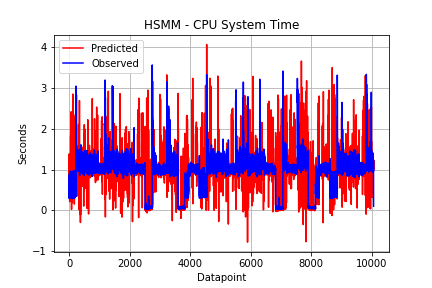 HSMM - CPU System Time
Predicted
Observed
4
3
2
1
0
−1
Seconds
0
2000
4000
6000
8000
10000
Datapoint